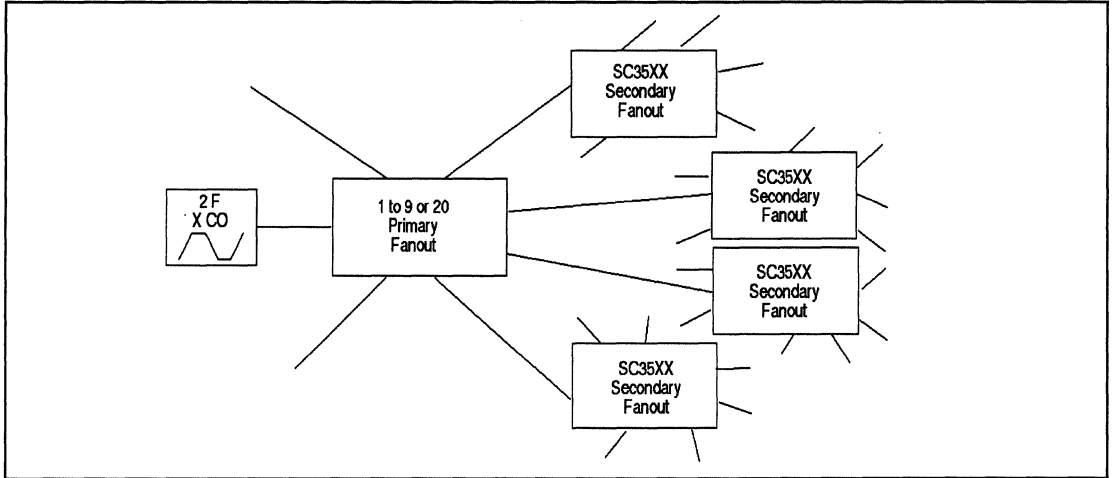 2 F
X CO
1 to 9 or 20
Primary
Fanout
SC35XX
Secondary
Fanout
SC35XX
Secondary
Fanout
SC35XX
Secondary
Fanout
SC35XX
Secondary
Fanout